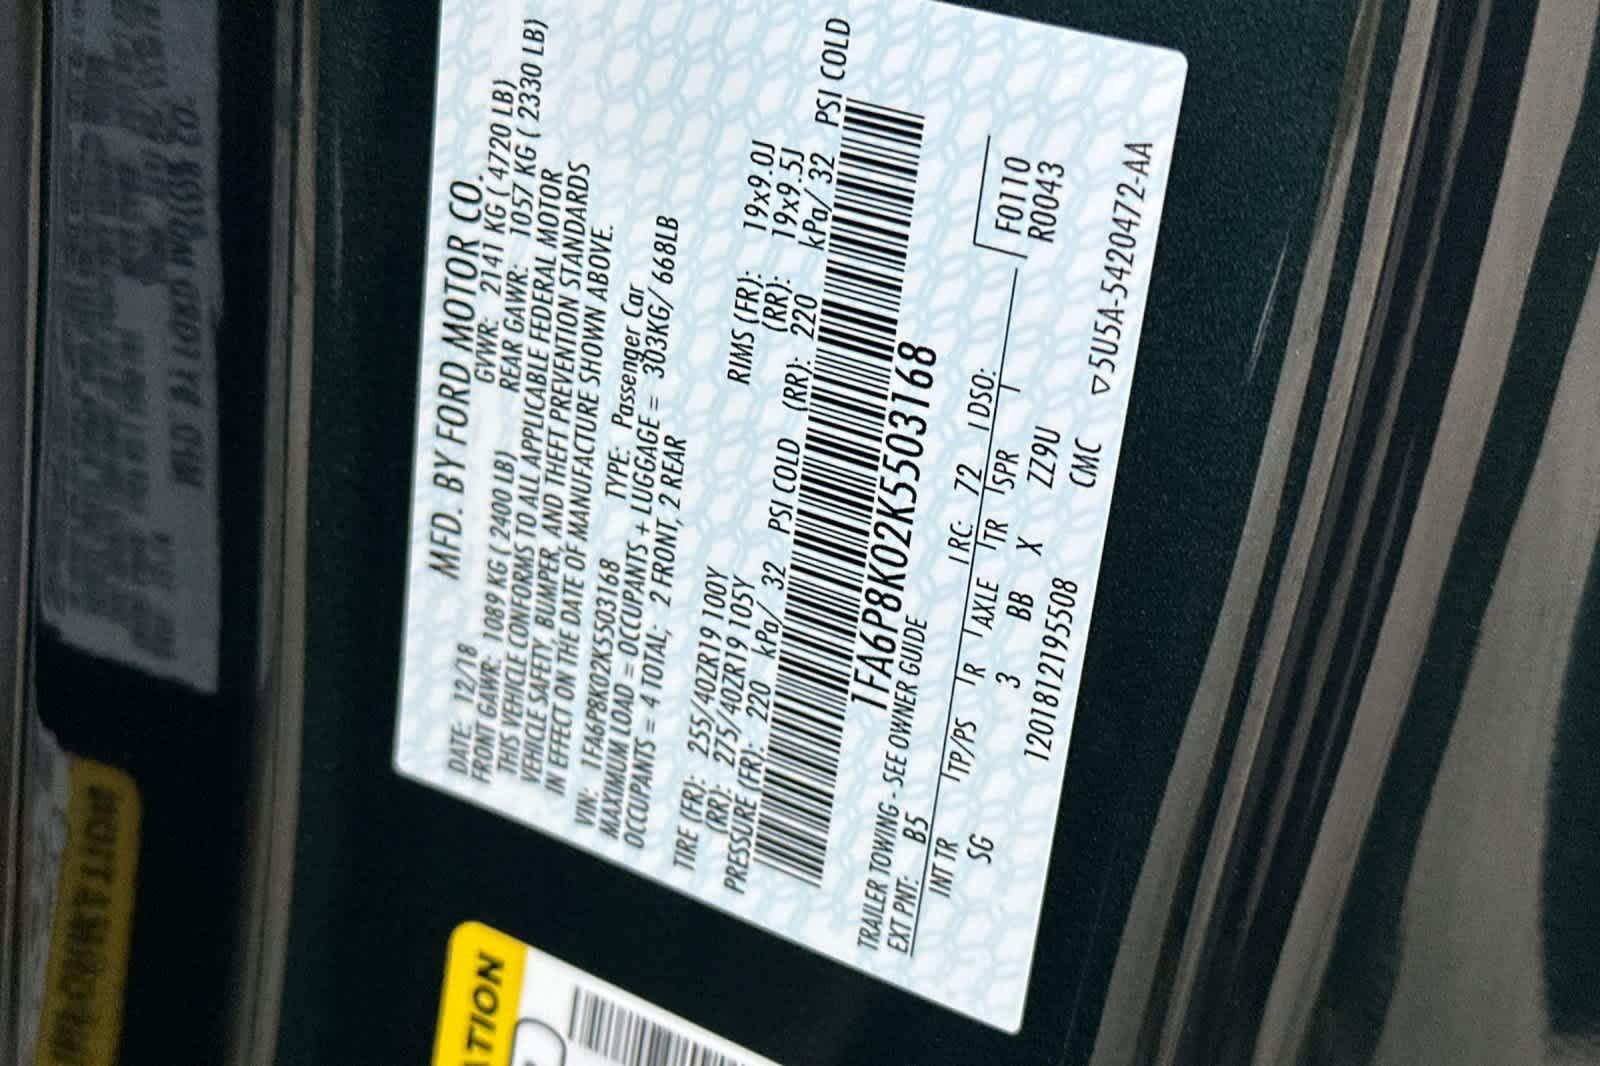 MFD. BY FORD MOTOR CO.
DATE: 12/18 GVWR: 2141 KG ( 4720 LB)
FRONT GAWR: 1089 KG ( 2400 LB) REAR GAWR: 1057 KG ( 2330 LB)
THIS VEHICLE CONFORMS TO ALL APPLICABLE FEDERAL MOTOR
VEHICLE SAFETY, BUMPER, AND THEFT PREVENTION STANDARDS
IN EFFECT ON THE DATE OF MANUFACTURE SHOWN ABOVE.
VIN: 1FA6P8K02K5503168 TYPE: Passenger Car
MAXIMUM LOAD = OCCUPANTS + LUGGAGE = 303KG/ 668LB
OCCUPANTS = 4 TOTAL; 2 FRONT, 2 REAR
TIRE (FR): 255/40ZR19 100Y RIMS (FR): 19x9.0J
(RR): 275/40ZR19 105Y (RR): 19x9.5J
PRESSURE (FR): 220 kPa/ 32 PSI COLD (RR): 220 kPa/ 32 PSI COLD
1FA6P8K02K5503168
TRAILER TOWING - SEE OWNER GUIDE
EXT PNT: B5 RC: 72 DSO:
INT TR TP/PS R AXLE TR SPR
F0110
SG 3 BB X ZZ9U
R0043
1201812195508 CMC
5U5A-5420472-AA
ATION